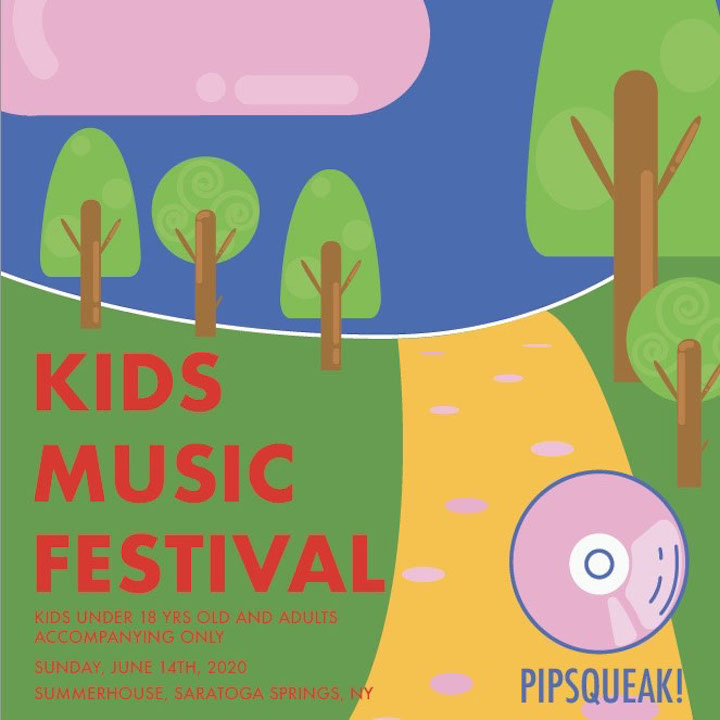 KIDS
MUSIC
FESTIVAL
KIDS UNDER 18 YRS OLD AND ADULTS
ACCOMPANYING ONLY
SUNDAY, JUNE 14TH, 2020
SUMMERHOUSE, SARATOGA SPRINGS, NY
PIPSQUEAK!